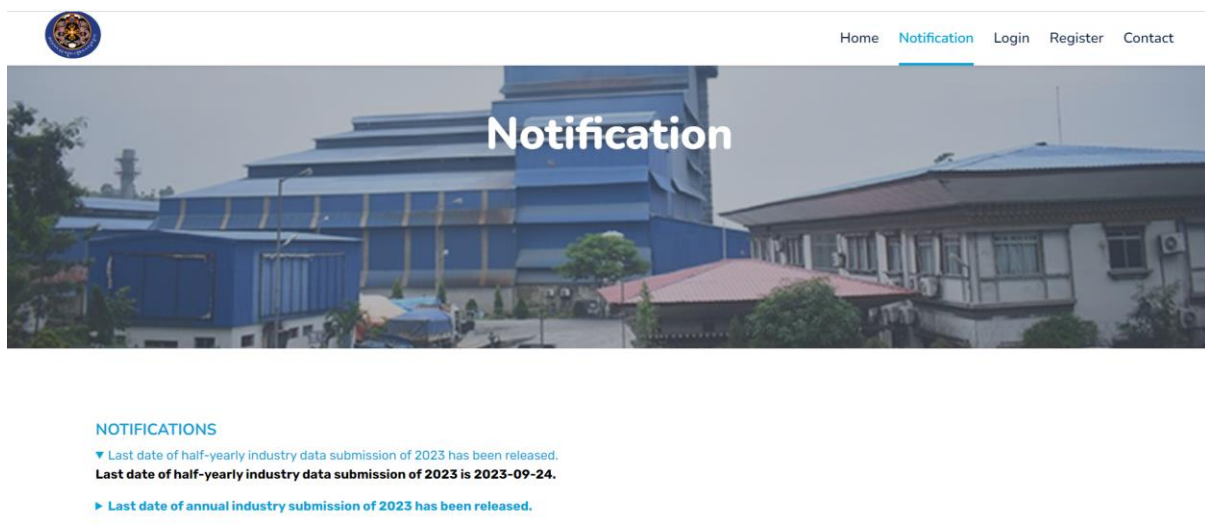 Home Notification Login Register Contact
Notification
NOTIFICATIONS
▼ Last date of half-yearly industry data submission of 2023 has been released.
Last date of half-yearly industry data submission of 2023 is 2023-09-24.
► Last date of annual industry submission of 2023 has been released.